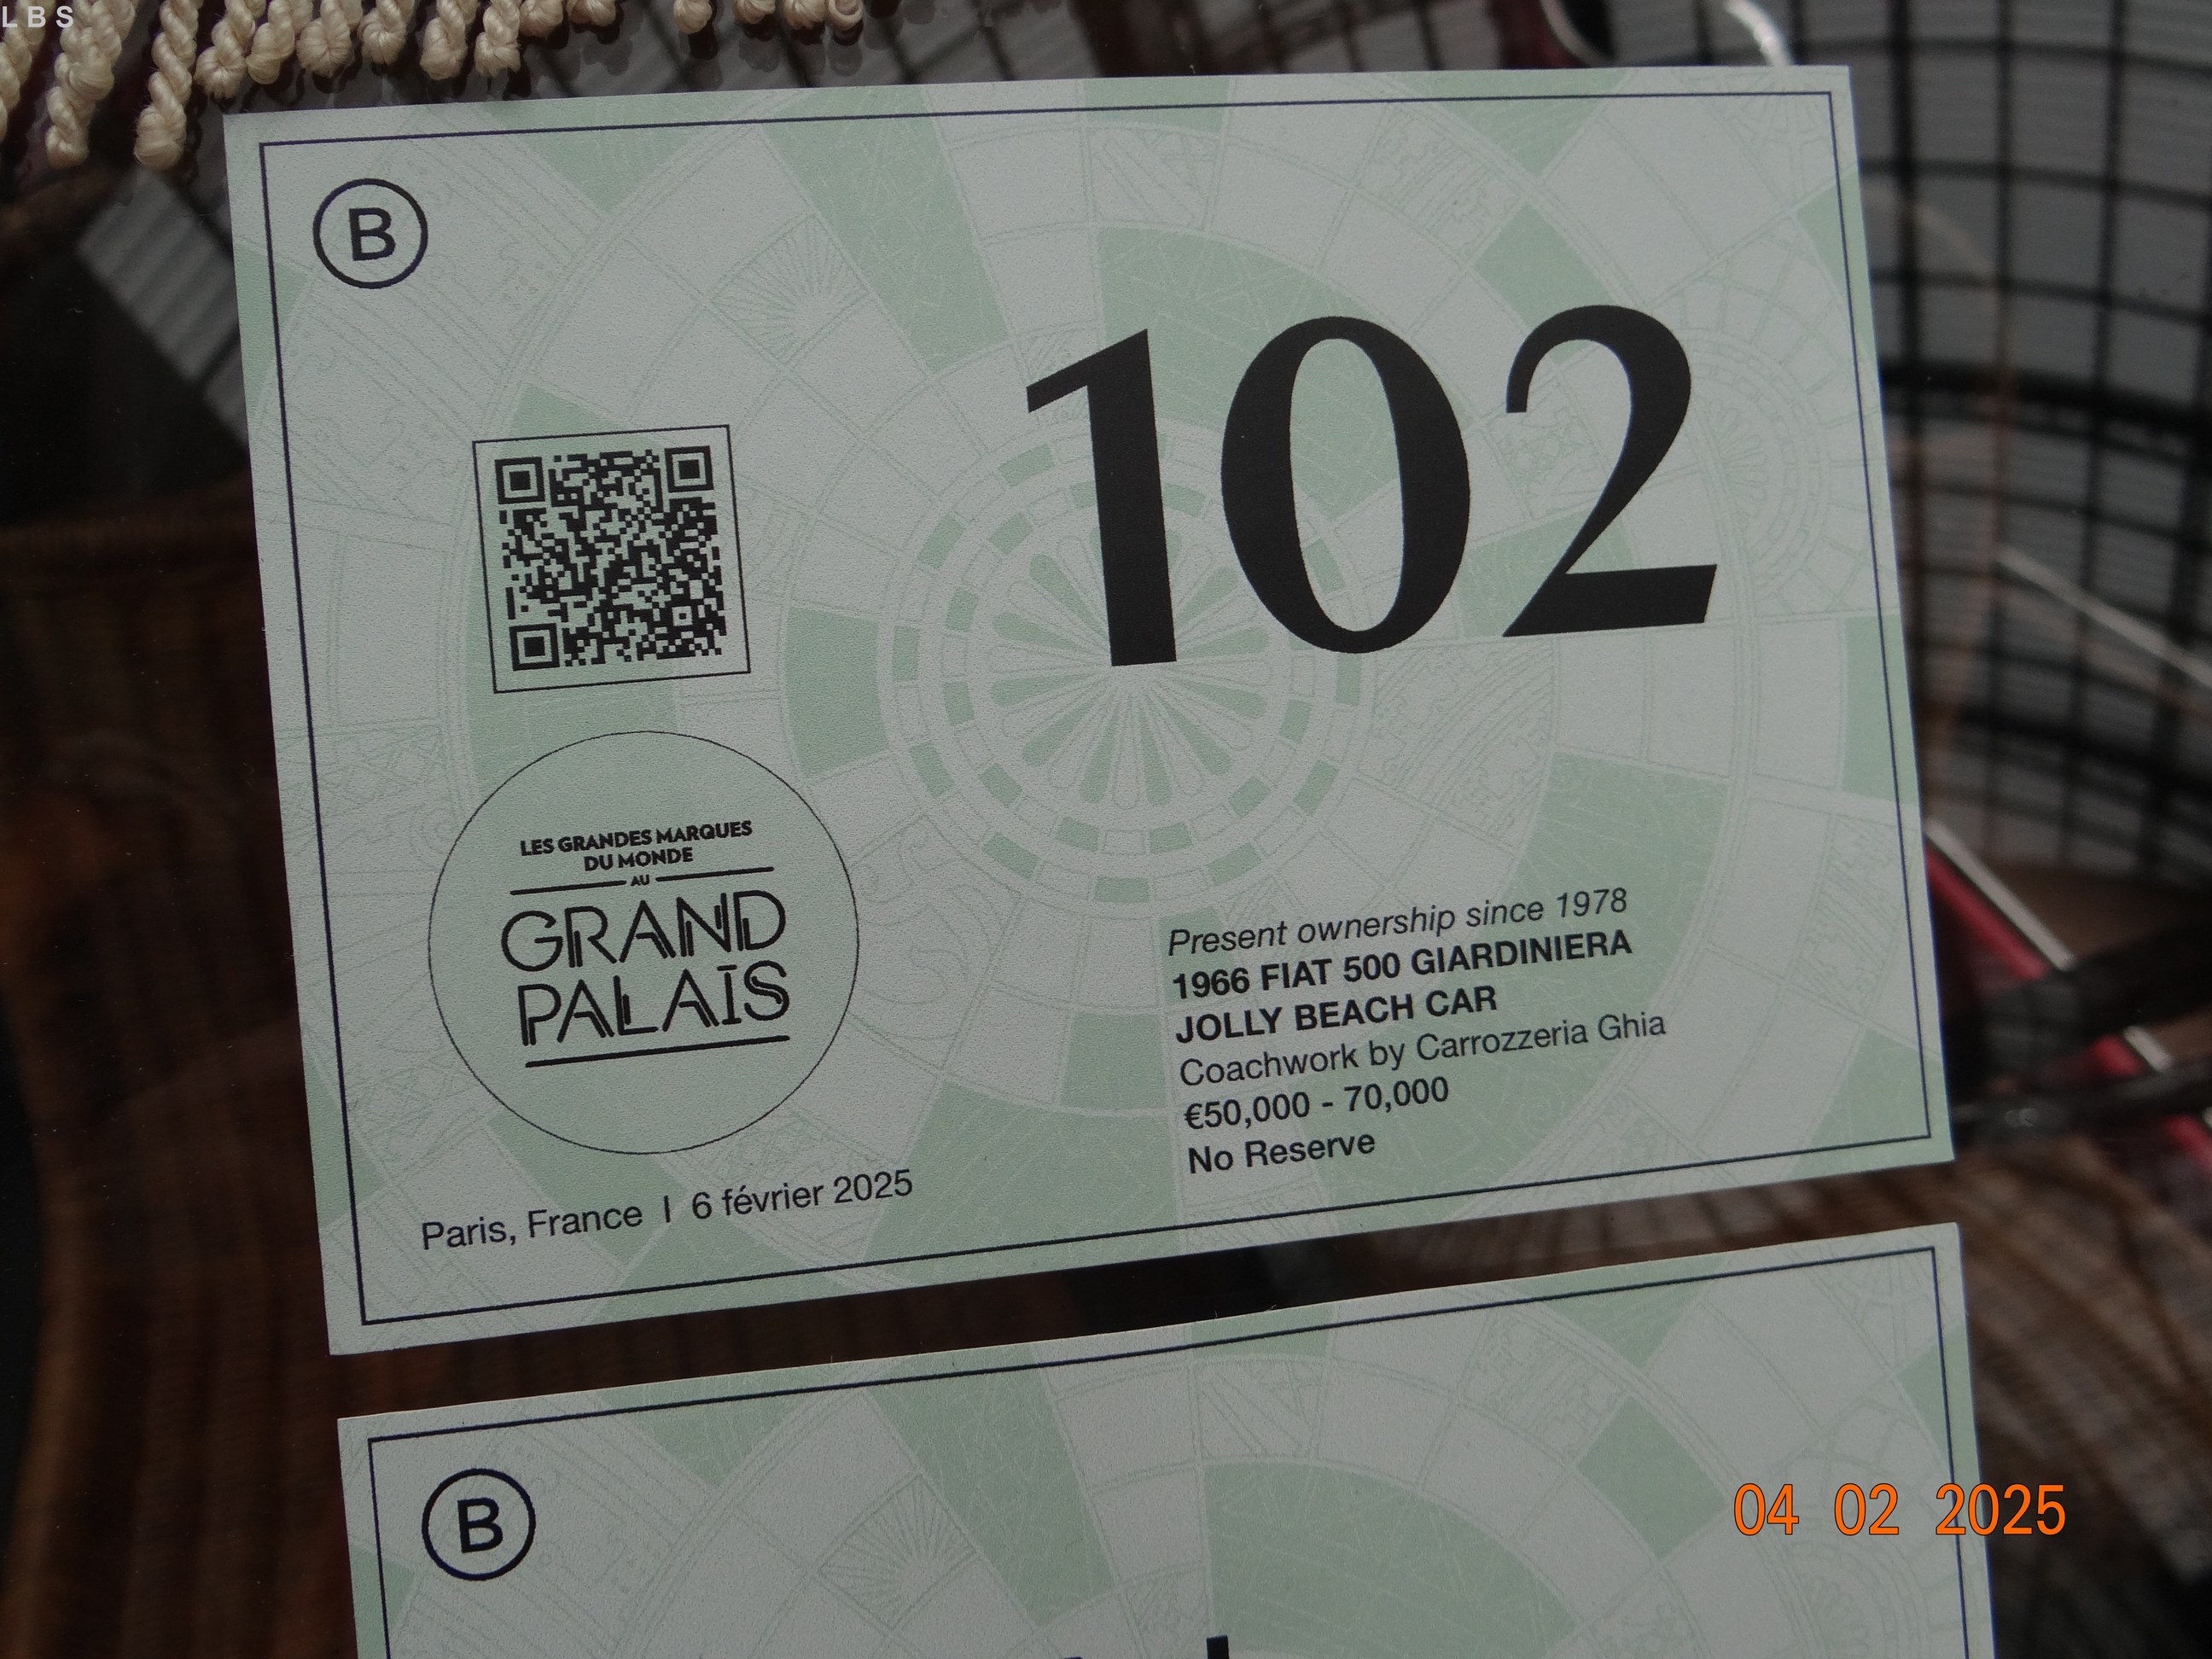 LBS
B
102
LES GRANDES MARQUES
DU MONDE
AU
GRAND
PALAIS
Present ownership since 1978
1966 FIAT 500 GIARDINIERA
JOLLY BEACH CAR
Coachwork by Carrozzeria Ghia
€50,000 - 70,000
No Reserve
Paris, France I 6 février 2025
B
04 02 2025